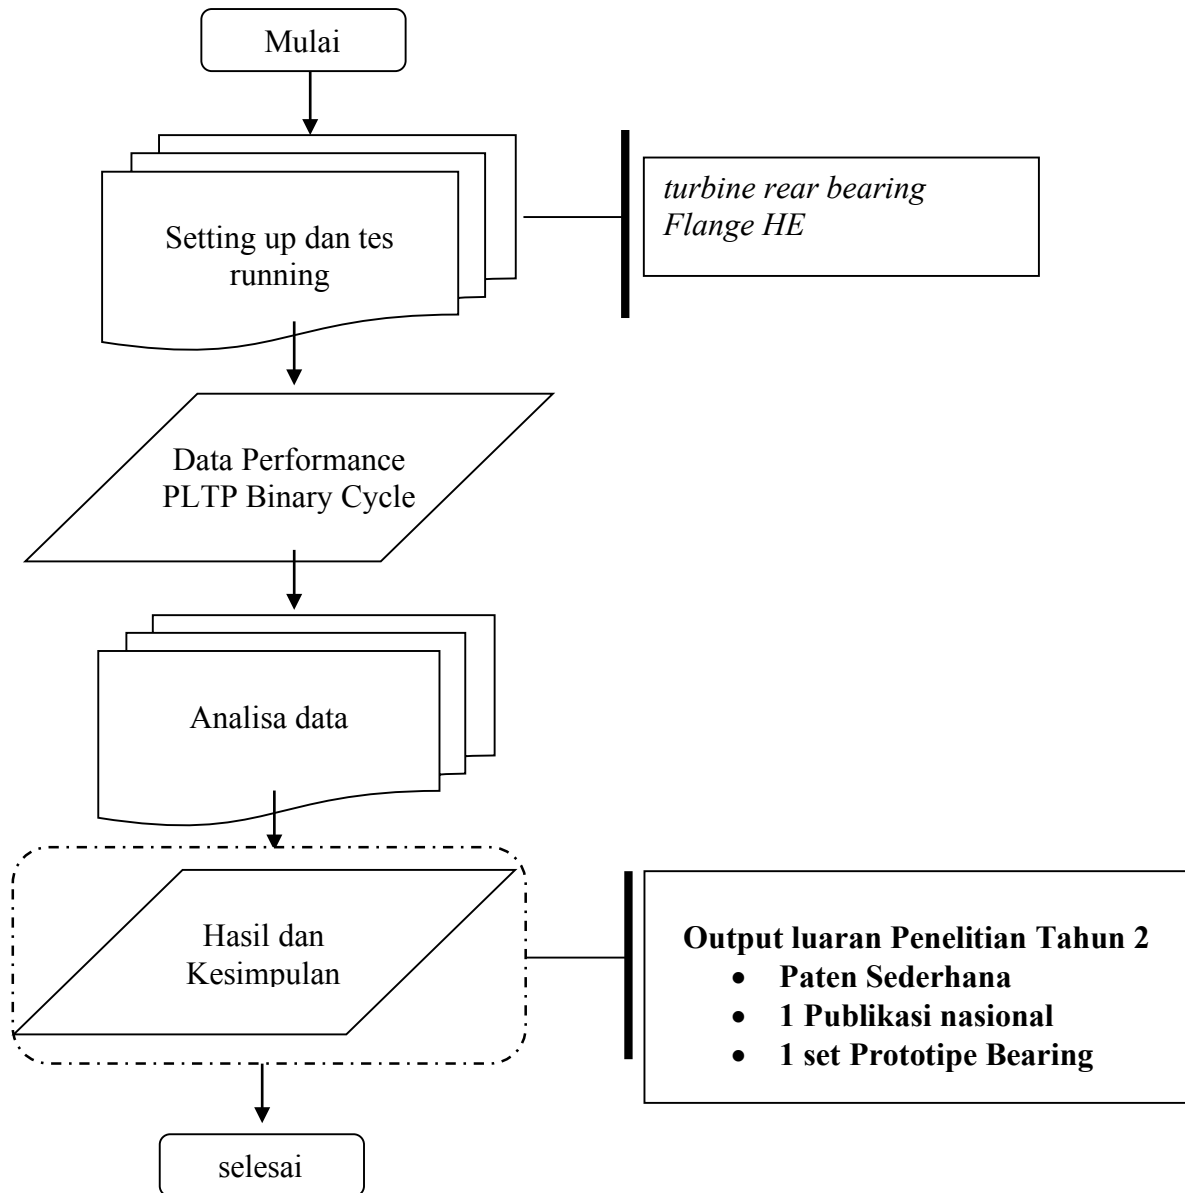 Mulai
Setting up dan tes
running
turbine rear bearing
Flange HE
Data Performance
PLTP Binary Cycle
Analisa data
Hasil dan
Kesimpulan
Output luaran Penelitian Tahun 2
• Paten Sederhana
• 1 Publikasi nasional
• 1 set Prototipe Bearing
selesai